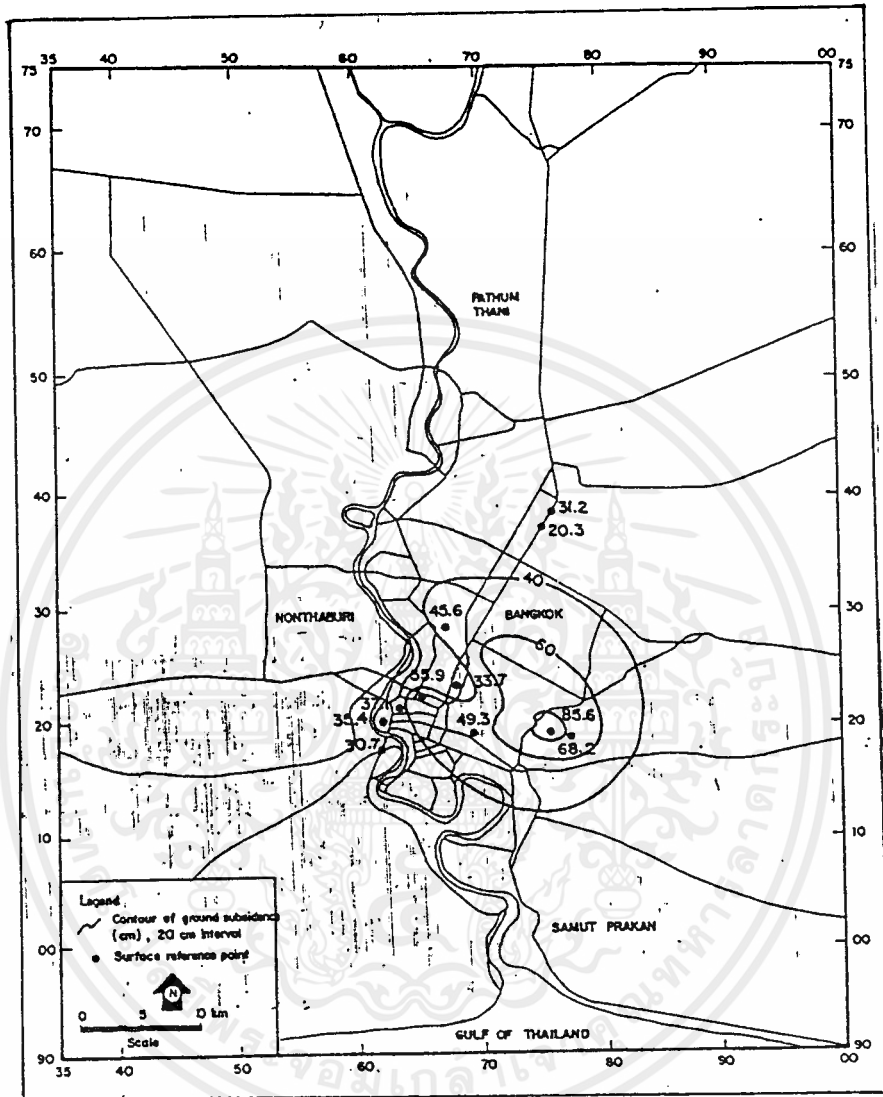 35 40 50 60 70 80 90 00
75 75
70 70
60 60
PATHUM
THANI
50 50
40 40
31.2
20.3
40
30 30
45.6
NONTHABURI BANGKOK
60
55.9 33.7
37
35.4 49.3 85.6
20 20
30.7 68.2
10 10
Legend
Contour of ground subsidence
(cm), 20 cm interval
Surface reference point
N
0 5 10 km
Scale
00 00
SAMUT PRAKAN
GULF OF THAILAND
90 90
35 40 50 60 70 80 90 00